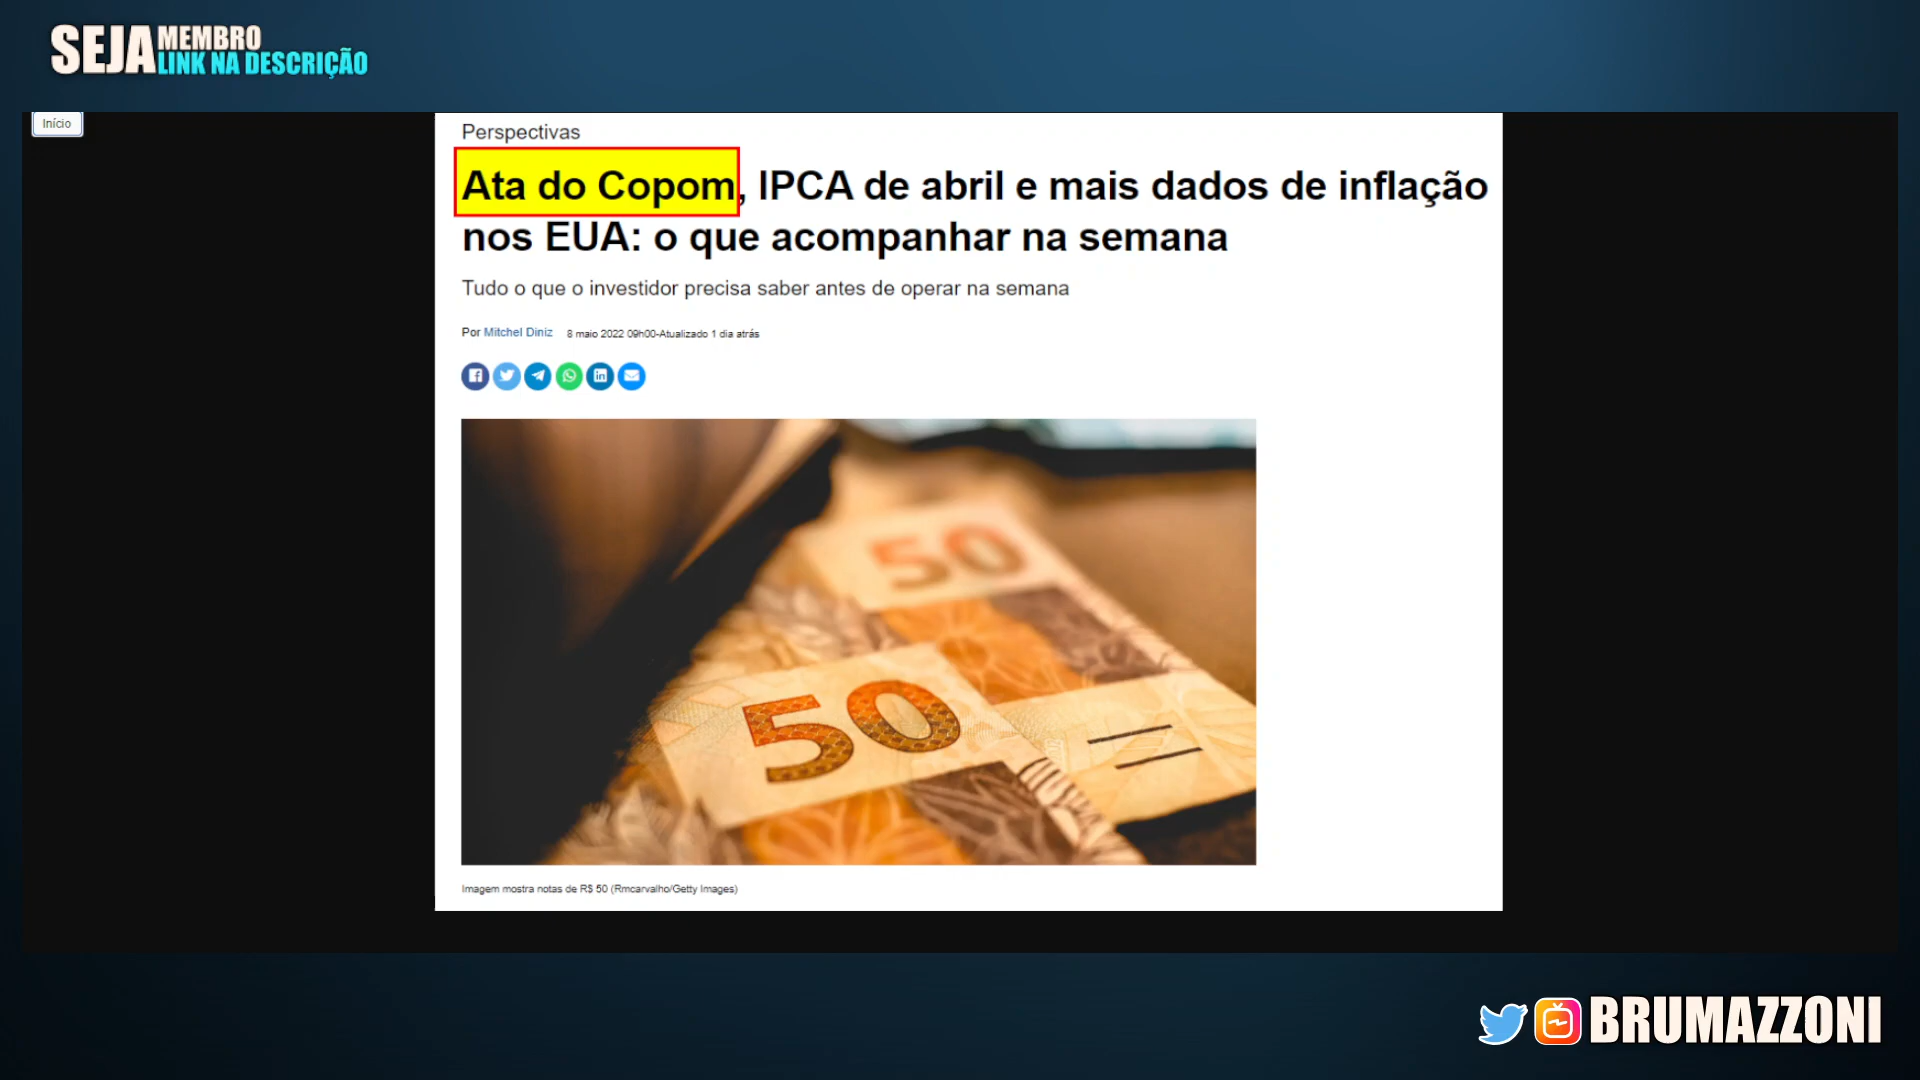 SEJA MEMBRO
LINK NA DESCRIÇÃO
Início
Perspectivas
Ata do Copom, IPCA de abril e mais dados de inflação
nos EUA: o que acompanhar na semana
Tudo o que o investidor precisa saber antes de operar na semana
Por Mitchel Diniz 8 maio 2022 09h00-Atualizado 1 dia atrás
50
50
Imagem mostra notas de R$ 50 (Rmcarvalho/Getty Images)
BRUMAZZONI